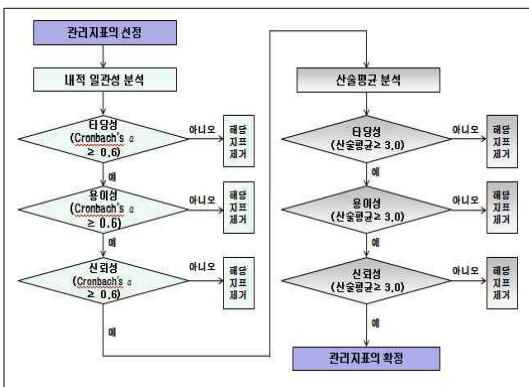 관리지표의 선정
내적 일관성 분석
타당성
(Cronbach's α
≥ 0.6)
아니오
해당
지표
제거
예
용이성
(Cronbach's α
≥ 0.6)
아니오
해당
지표
제거
예
신뢰성
(Cronbach's α
≥ 0.6)
아니오
해당
지표
제거
예
산술평균 분석
타당성
(산술평균≥ 3.0)
아니오
해당
지표
제거
예
용이성
(산술평균≥ 3.0)
아니오
해당
지표
제거
예
신뢰성
(산술평균≥ 3.0)
아니오
해당
지표
제거
예
관리지표의 확정